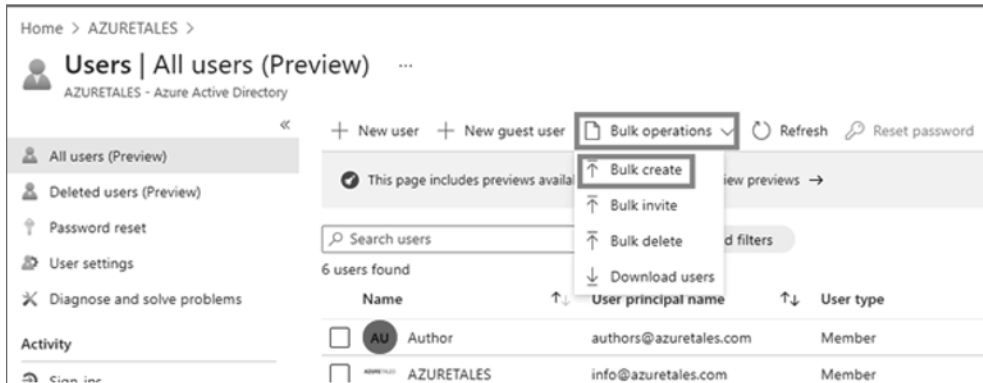 Home > AZURETALES >
Users | All users (Preview) ...
AZURETALES - Azure Active Directory
«
New user New guest user Bulk operations Refresh Reset password
All users (Preview)
Deleted users (Preview)
Password reset
User settings
Diagnose and solve problems
Activity
Sign-ins
Bulk create
Bulk invite
Bulk delete
Download users
This page includes previews iew previews →
Search users d filters
6 users found
Name User principal name User type
AU Author authors@azuretales.com Member
AZURETALES info@azuretales.com Member